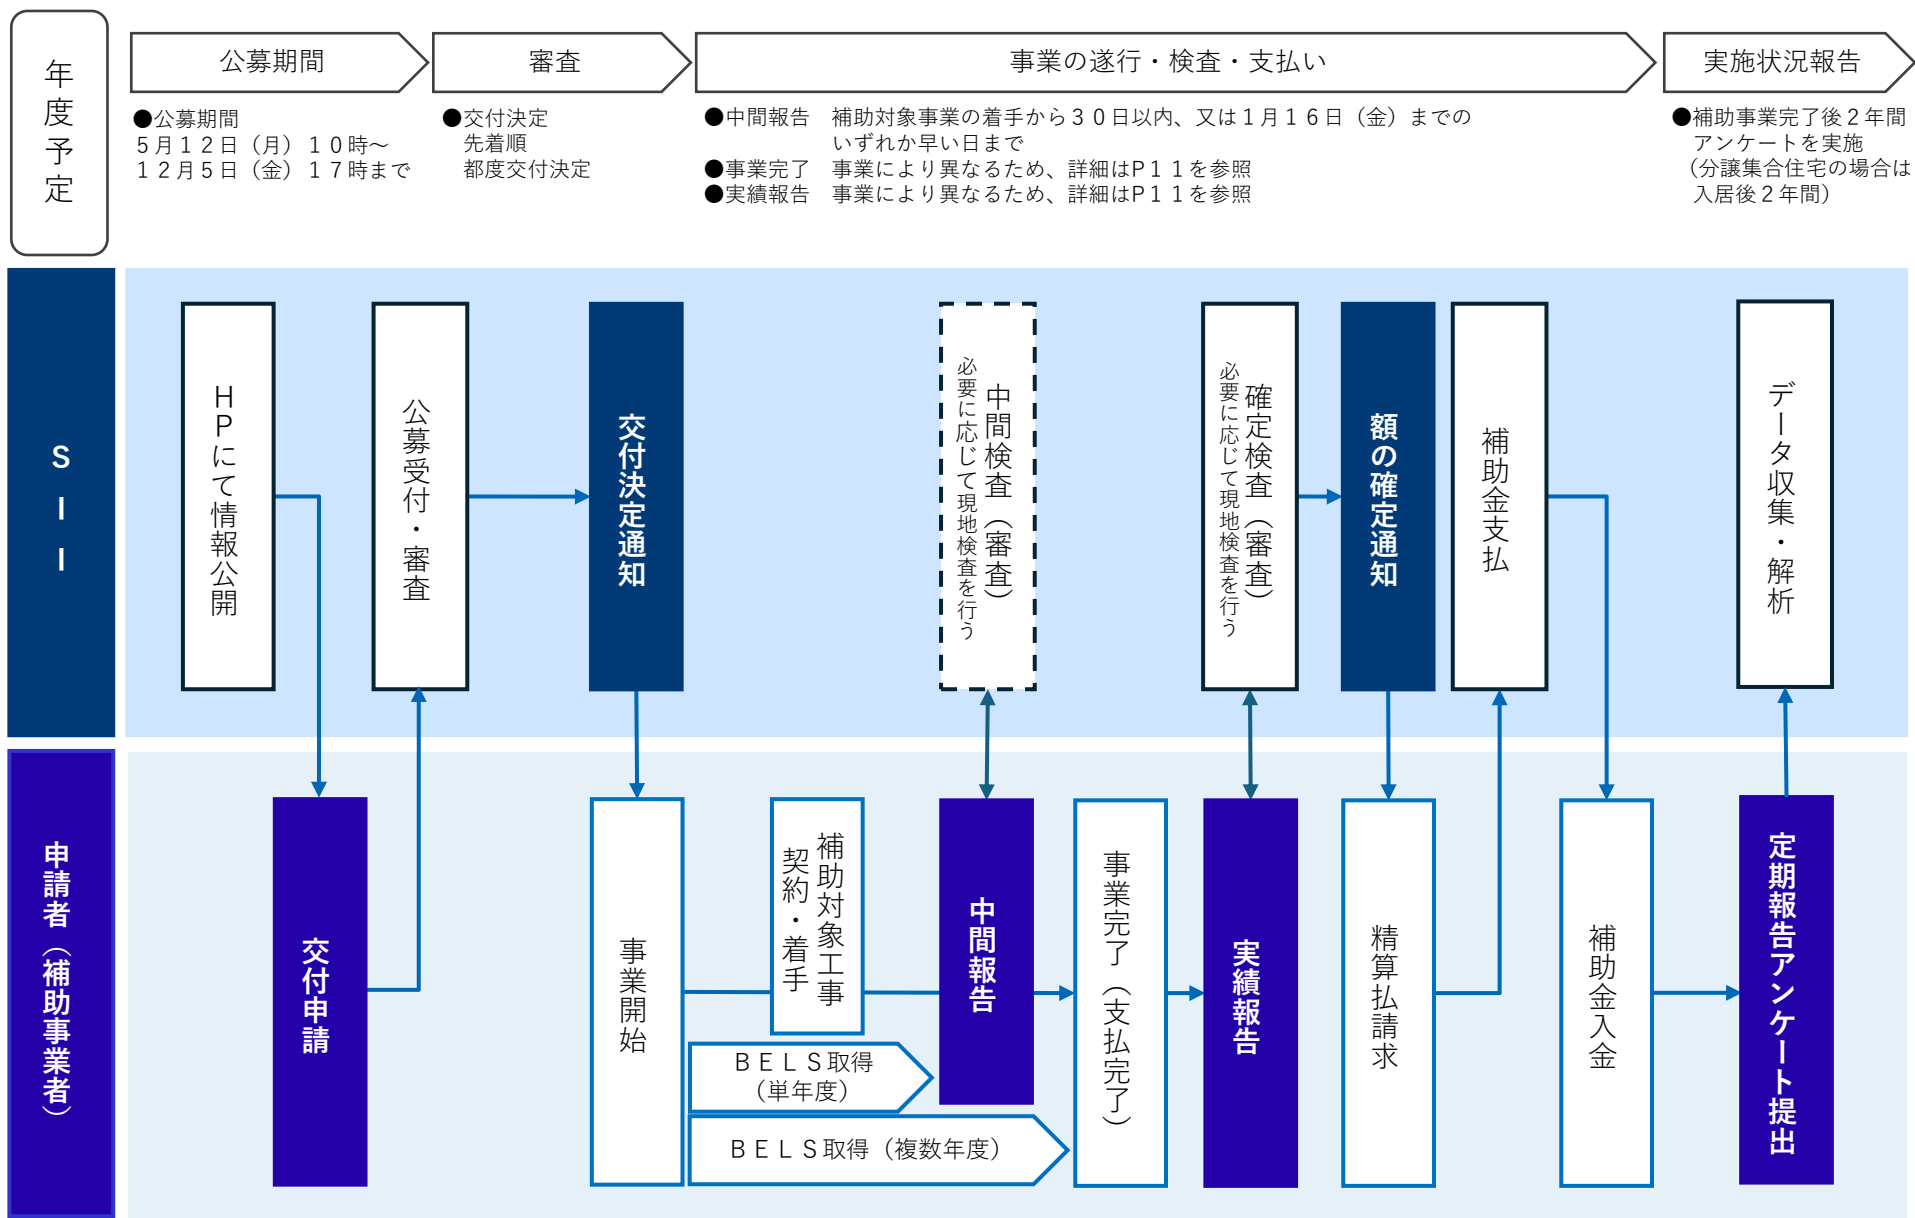 年度予定
公募期間
審査
事業の遂行・検査・支払い
実施状況報告
●公募期間
５月１２日（月）１０時～
１２月５日（金）１７時まで
●交付決定
先着順
都度交付決定
●中間報告　補助対象事業の着手から３０日以内、又は１月１６日（金）までの
いずれか早い日まで
●事業完了　事業により異なるため、詳細はP１１を参照
●実績報告　事業により異なるため、詳細はP１１を参照
●補助事業完了後２年間
アンケートを実施
（分譲集合住宅の場合は
入居後２年間）
ＳＩＩ
ＨＰにて情報公開
公募受付・審査
交付決定通知
中間検査（審査）
必要に応じて現地検査を行う
確定検査（審査）
必要に応じて現地検査を行う
額の確定通知
補助金支払
データ収集・解析
申請者（補助事業者）
交付申請
事業開始
補助対象工事
契約・着手
中間報告
事業完了（支払完了）
実績報告
精算払請求
補助金入金
定期報告アンケート提出
ＢＥＬＳ取得
（単年度）
ＢＥＬＳ取得（複数年度）